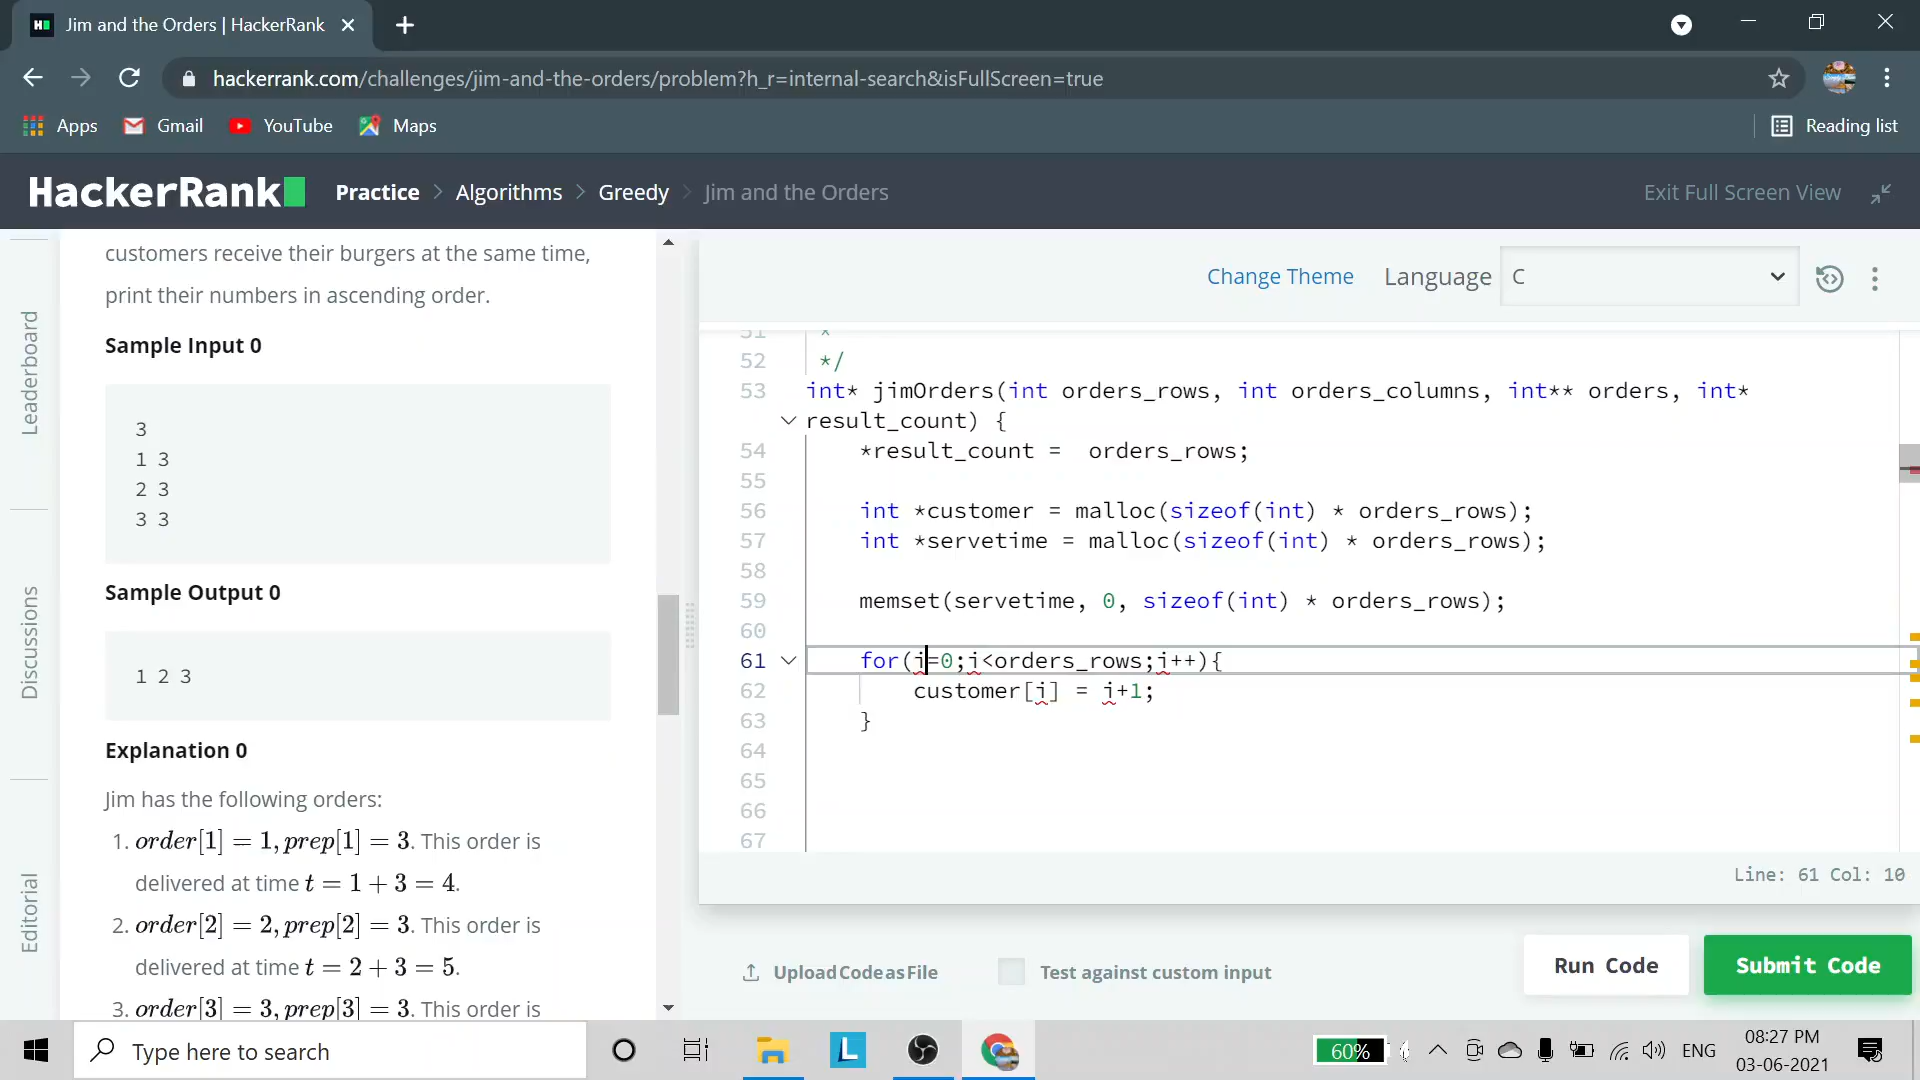 Jim and the Orders | HackerRank
hackerrank.com/challenges/jim-and-the-orders/problem?h_r=internal-search&isFullScreen=true
Apps Gmail YouTube Maps Reading list
HackerRank Practice > Algorithms > Greedy > Jim and the Orders Exit Full Screen View
Leaderboard
Discussions
Editorial
customers receive their burgers at the same time,
print their numbers in ascending order.
Sample Input 0
3
1 3
2 3
3 3
Sample Output 0
1 2 3
Explanation 0
Jim has the following orders:
1. order[1] = 1, prep[1] = 3. This order is
delivered at time t = 1 + 3 = 4.
2. order[2] = 2, prep[2] = 3. This order is
delivered at time t = 2 + 3 = 5.
3. order[3] = 3, prep[3] = 3. This order is
Change Theme Language C
51 *
52 */
53 int* jimOrders(int orders_rows, int orders_columns, int** orders, int*
result_count) {
54 *result_count =  orders_rows;
55
56 int *customer = malloc(sizeof(int) * orders_rows);
57 int *servetime = malloc(sizeof(int) * orders_rows);
58
59 memset(servetime, 0, sizeof(int) * orders_rows);
60
61 for(i=0;i<orders_rows;i++){
62 customer[i] = i+1;
63 }
64
65
66
67
Line: 61 Col: 10
Upload Code as File Test against custom input Run Code Submit Code
Type here to search
60% ENG 08:27 PM
03-06-2021